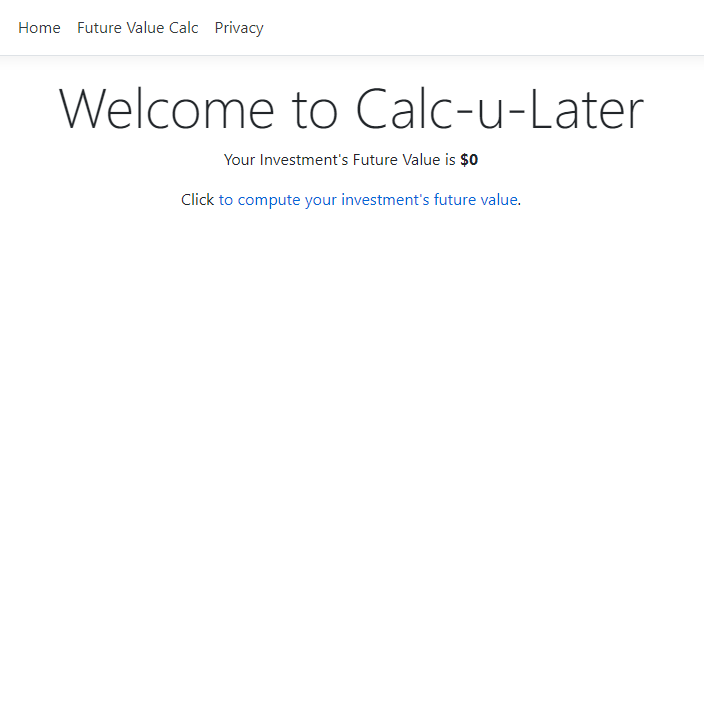 Home Future Value Calc Privacy
Welcome to Calc-u-Later
Your Investment's Future Value is $0
Click to compute your investment's future value.